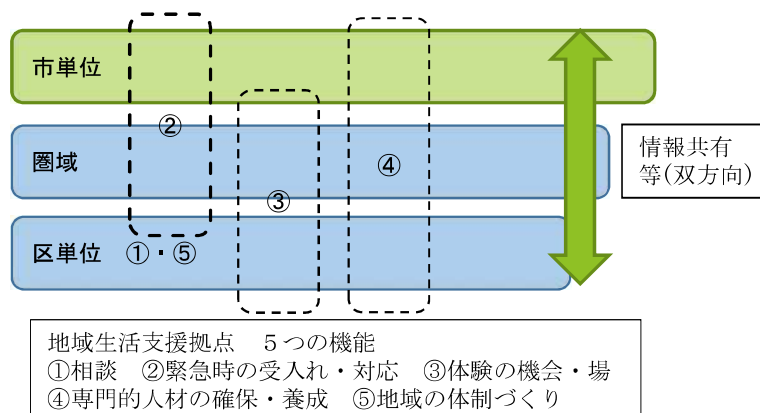 市単位
②
圏域
④
③
区単位
①・⑤
情報共有
等(双方向)
地域生活支援拠点　５つの機能
①相談　②緊急時の受入れ・対応　③体験の機会・場
④専門的人材の確保・養成　⑤地域の体制づくり